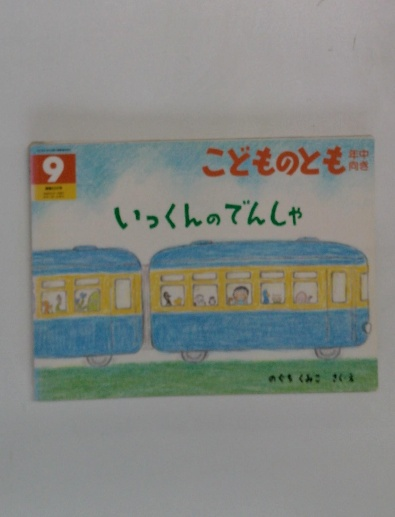 9
こどものとも 年中向き
いっくんのでんしゃ
のぐち くみこ さく・え